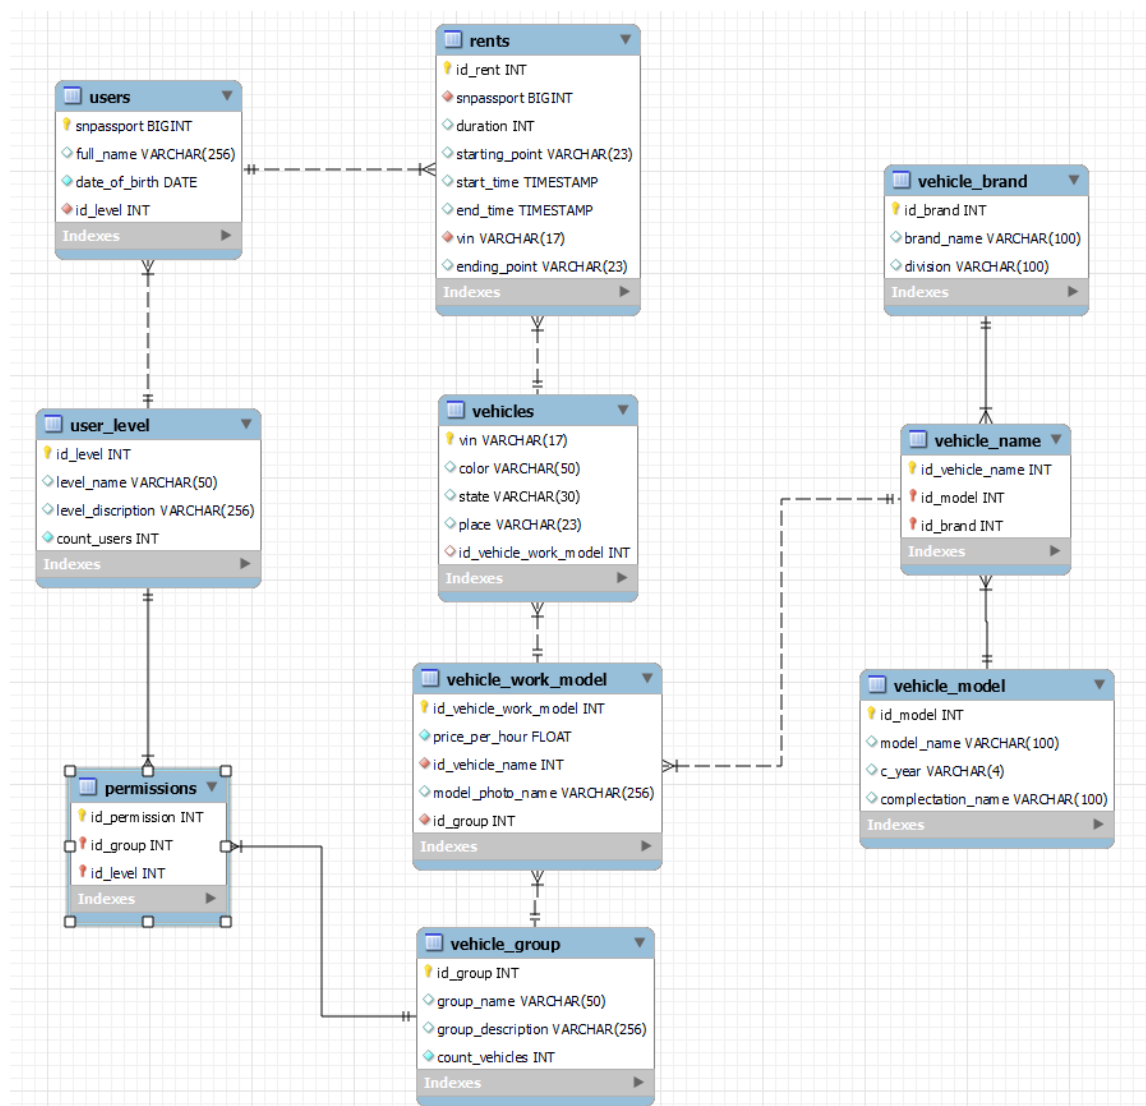 rents
id_rent INT
snpassport BIGINT
duration INT
starting_point VARCHAR(23)
start_time TIMESTAMP
end_time TIMESTAMP
vin VARCHAR(17)
ending_point VARCHAR(23)
Indexes
users
snpassport BIGINT
full_name VARCHAR(256)
date_of_birth DATE
id_level INT
Indexes
vehicle_brand
id_brand INT
brand_name VARCHAR(100)
division VARCHAR(100)
Indexes
user_level
id_level INT
level_name VARCHAR(50)
level_discription VARCHAR(256)
count_users INT
Indexes
vehicles
vin VARCHAR(17)
color VARCHAR(50)
state VARCHAR(30)
place VARCHAR(23)
id_vehicle_work_model INT
Indexes
vehicle_name
id_vehicle_name INT
id_model INT
id_brand INT
Indexes
vehicle_work_model
id_vehicle_work_model INT
price_per_hour FLOAT
id_vehicle_name INT
model_photo_name VARCHAR(256)
id_group INT
Indexes
vehicle_model
id_model INT
model_name VARCHAR(100)
c_year VARCHAR(4)
complectation_name VARCHAR(100)
Indexes
permissions
id_permission INT
id_group INT
id_level INT
Indexes
vehicle_group
id_group INT
group_name VARCHAR(50)
group_description VARCHAR(256)
count_vehicles INT
Indexes